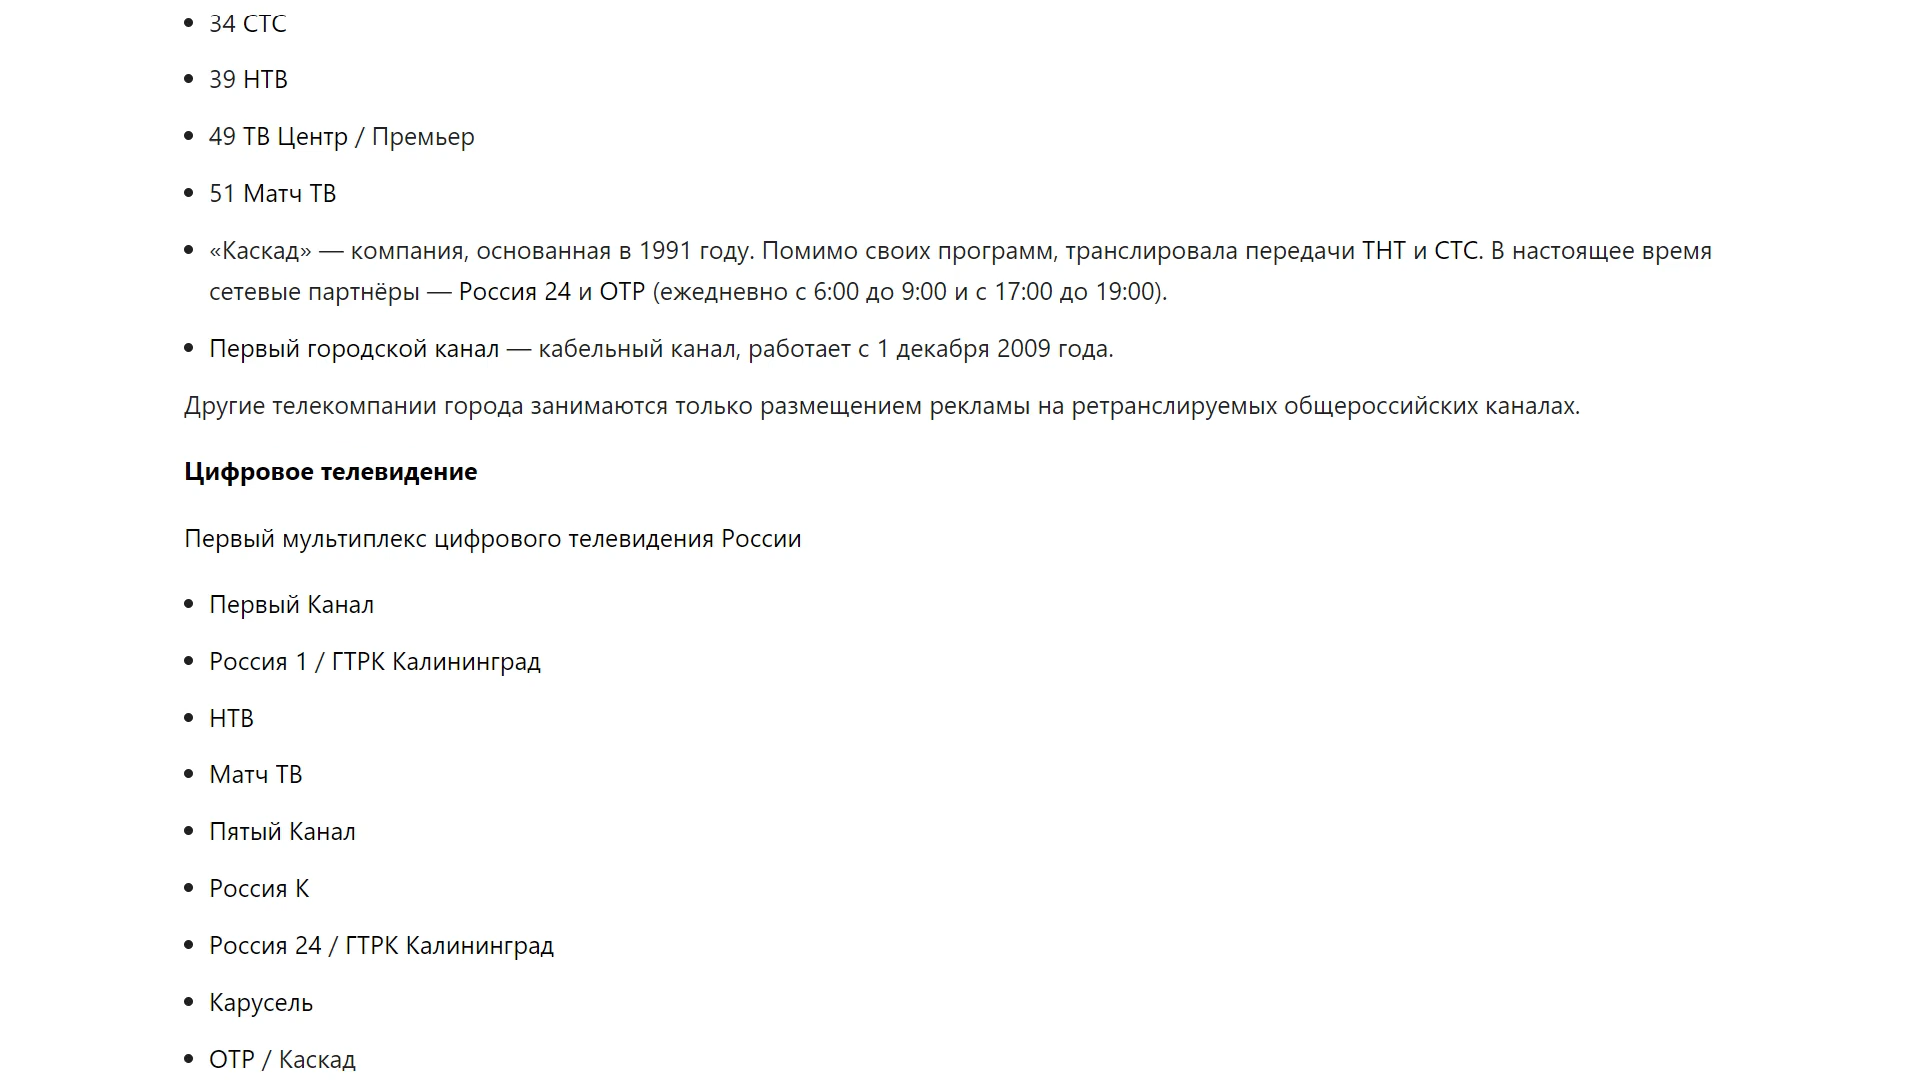 34 СТС
39 НТВ
49 ТВ Центр / Премьер
51 Матч ТВ
«Каскад» — компания, основанная в 1991 году. Помимо своих программ, транслировала передачи ТНТ и СТС. В настоящее время
сетевые партнёры — Россия 24 и ОТР (ежедневно с 6:00 до 9:00 и с 17:00 до 19:00).
Первый городской канал — кабельный канал, работает с 1 декабря 2009 года.
Другие телекомпании города занимаются только размещением рекламы на ретранслируемых общероссийских каналах.
Цифровое телевидение
Первый мультиплекс цифрового телевидения России
Первый Канал
Россия 1 / ГТРК Калининград
НТВ
Матч ТВ
Пятый Канал
Россия К
Россия 24 / ГТРК Калининград
Карусель
ОТР / Каскад